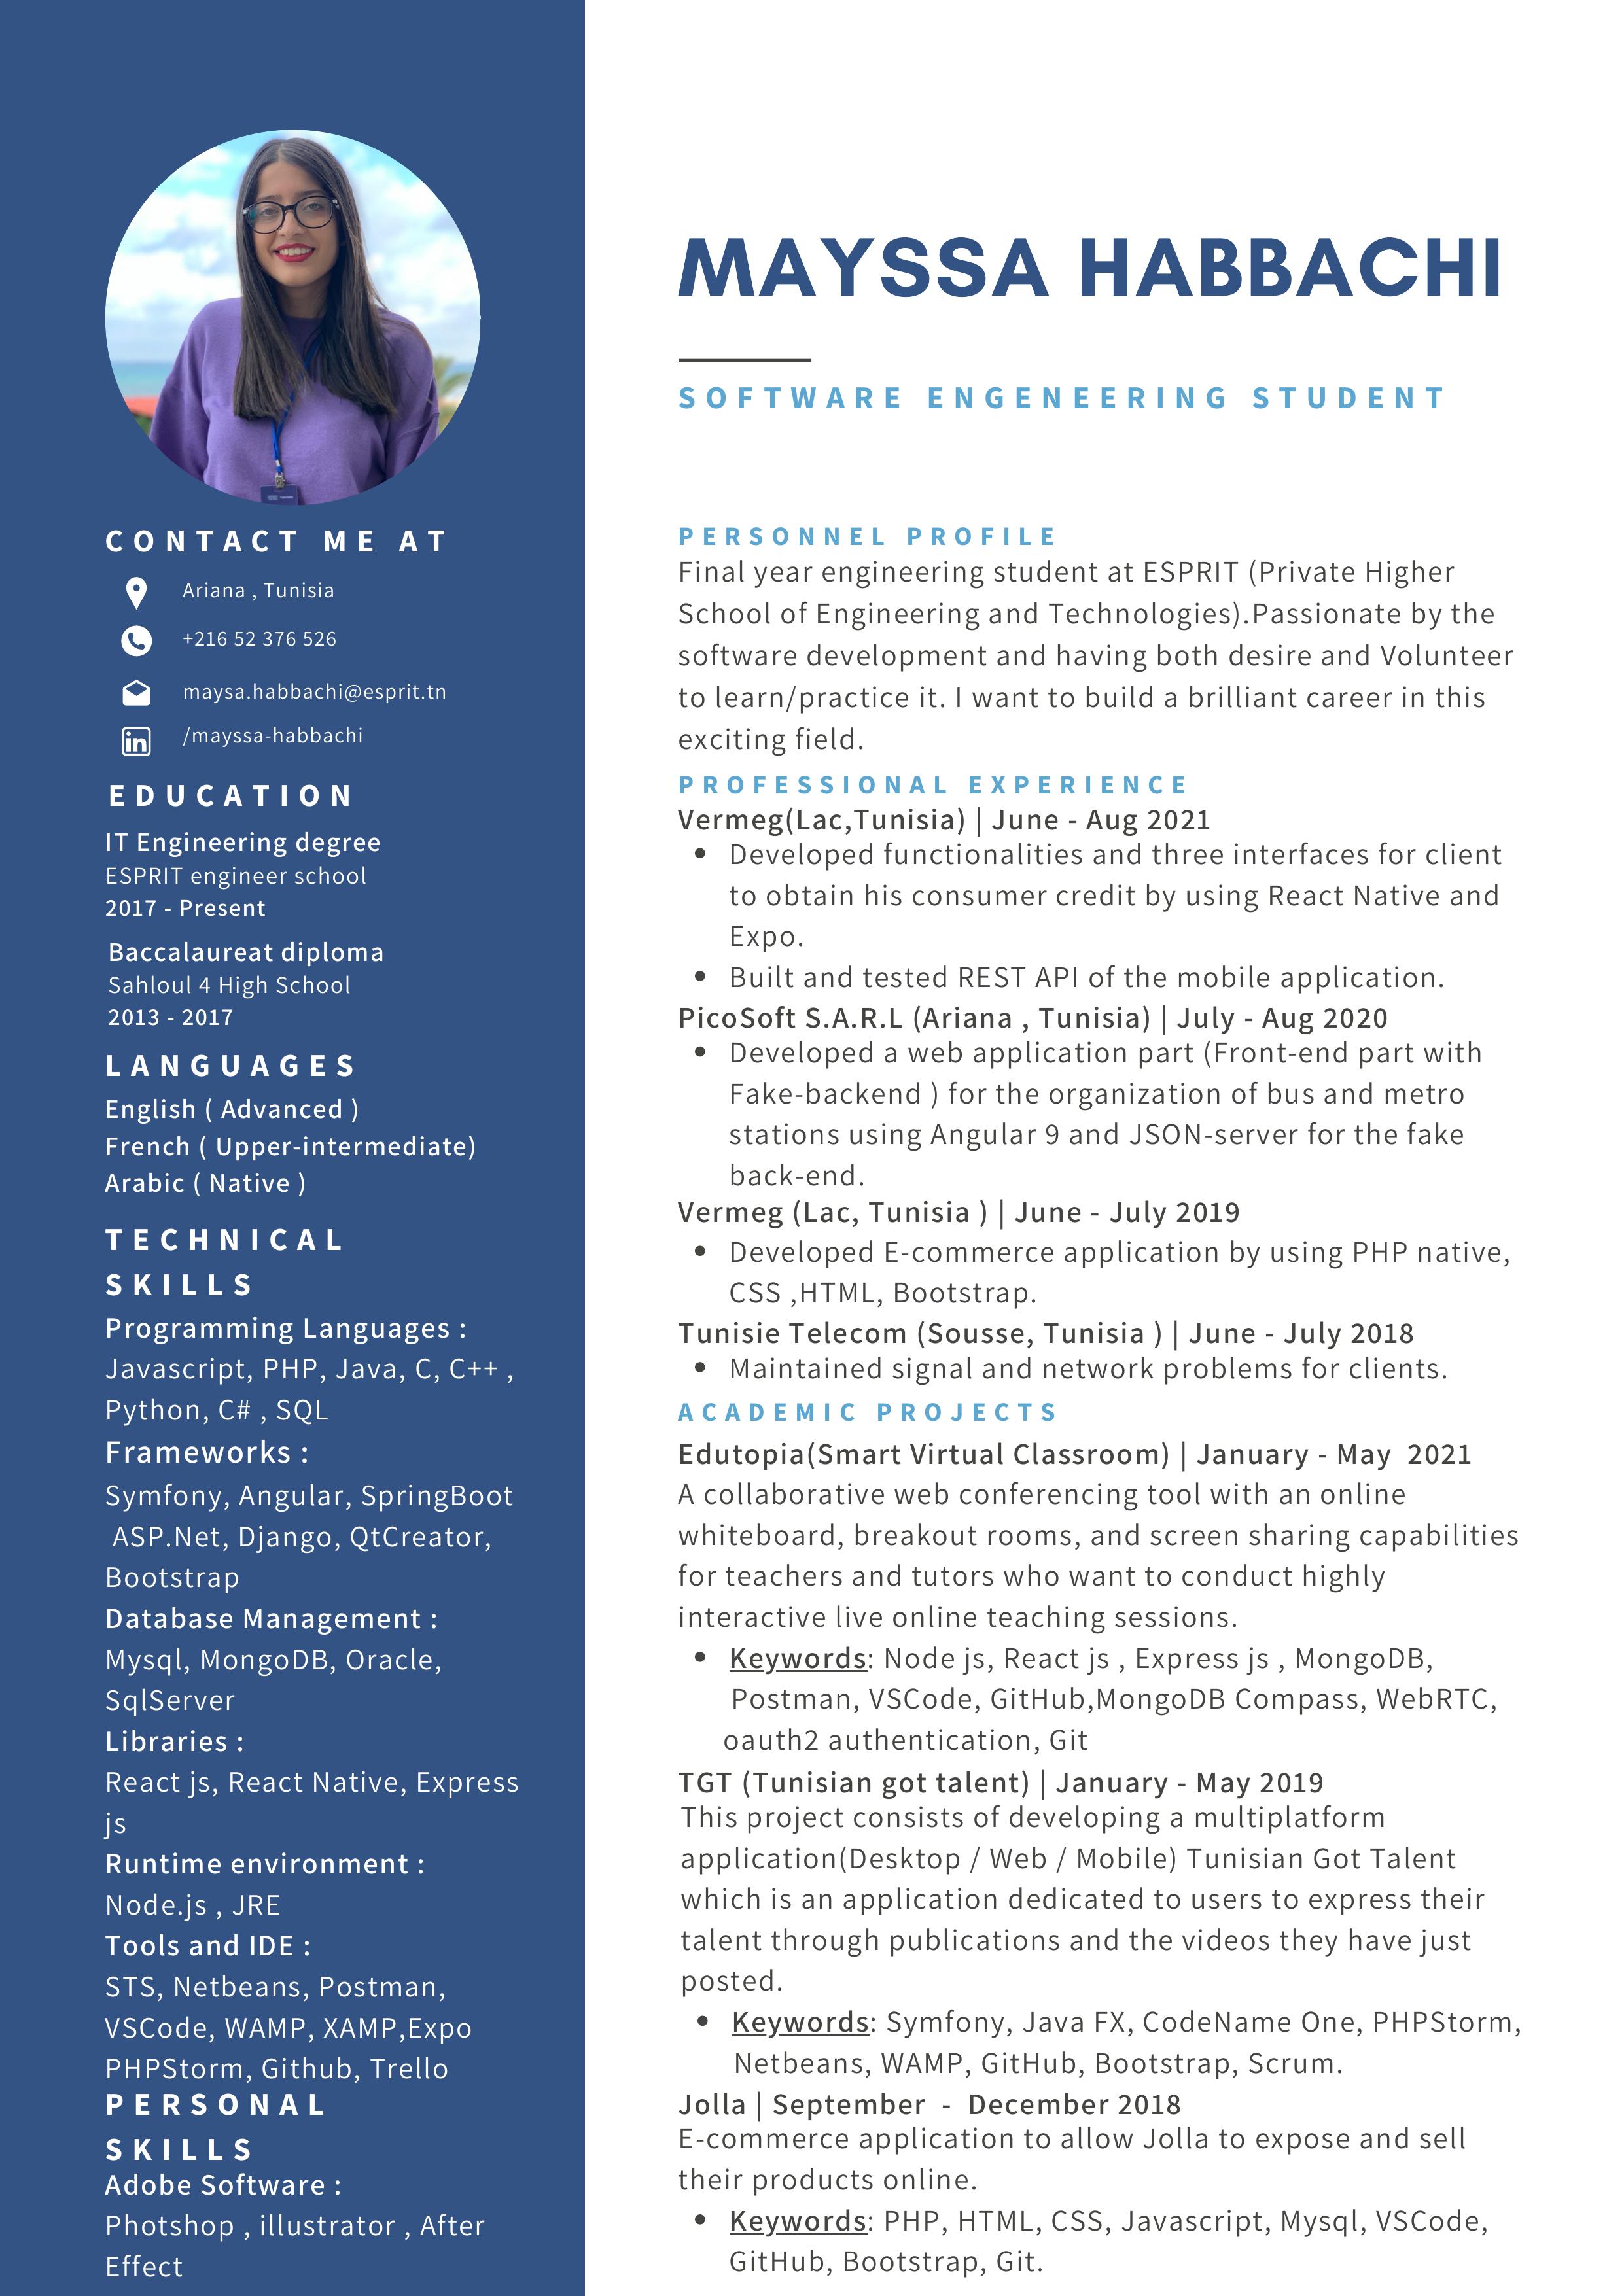 CONTACT ME AT
Ariana , Tunisia
+216 52 376 526
maysa.habbachi@esprit.tn
/mayssa-habbachi
EDUCATION
IT Engineering degree
ESPRIT engineer school
2017 - Present
Baccalaureat diploma
Sahloul 4 High School
2013 - 2017
LANGUAGES
English ( Advanced )
French ( Upper-intermediate)
Arabic ( Native )
TECHNICAL
SKILLS
Programming Languages :
Javascript, PHP, Java, C, C++ ,
Python, C# , SQL
Frameworks :
Symfony, Angular, SpringBoot
ASP.Net, Django, QtCreator,
Bootstrap
Database Management :
Mysql, MongoDB, Oracle,
SqlServer
Libraries :
React js, React Native, Express
js
Runtime environment :
Node.js , JRE
Tools and IDE :
STS, Netbeans, Postman,
VSCode, WAMP, XAMP,Expo
PHPStorm, Github, Trello
PERSONAL
SKILLS
Adobe Software :
Photshop , illustrator , After
Effect
MAYSSA HABBACHI
SOFTWARE ENGENEERING STUDENT
PERSONNEL PROFILE
Final year engineering student at ESPRIT (Private Higher
School of Engineering and Technologies).Passionate by the
software development and having both desire and Volunteer
to learn/practice it. I want to build a brilliant career in this
exciting field.
PROFESSIONAL EXPERIENCE
Vermeg(Lac,Tunisia) | June - Aug 2021
• Developed functionalities and three interfaces for client
to obtain his consumer credit by using React Native and
Expo.
• Built and tested REST API of the mobile application.
PicoSoft S.A.R.L (Ariana , Tunisia) | July - Aug 2020
• Developed a web application part (Front-end part with
Fake-backend ) for the organization of bus and metro
stations using Angular 9 and JSON-server for the fake
back-end.
Vermeg (Lac, Tunisia ) | June - July 2019
• Developed E-commerce application by using PHP native,
CSS ,HTML, Bootstrap.
Tunisie Telecom (Sousse, Tunisia ) | June - July 2018
• Maintained signal and network problems for clients.
ACADEMIC PROJECTS
Edutopia(Smart Virtual Classroom) | January - May 2021
A collaborative web conferencing tool with an online
whiteboard, breakout rooms, and screen sharing capabilities
for teachers and tutors who want to conduct highly
interactive live online teaching sessions.
• Keywords: Node js, React js , Express js , MongoDB,
Postman, VSCode, GitHub,MongoDB Compass, WebRTC,
oauth2 authentication, Git
TGT (Tunisian got talent) | January - May 2019
This project consists of developing a multiplatform
application(Desktop / Web / Mobile) Tunisian Got Talent
which is an application dedicated to users to express their
talent through publications and the videos they have just
posted.
• Keywords: Symfony, Java FX, CodeName One, PHPStorm,
Netbeans, WAMP, GitHub, Bootstrap, Scrum.
Jolla | September - December 2018
E-commerce application to allow Jolla to expose and sell
their products online.
• Keywords: PHP, HTML, CSS, Javascript, Mysql, VSCode,
GitHub, Bootstrap, Git.